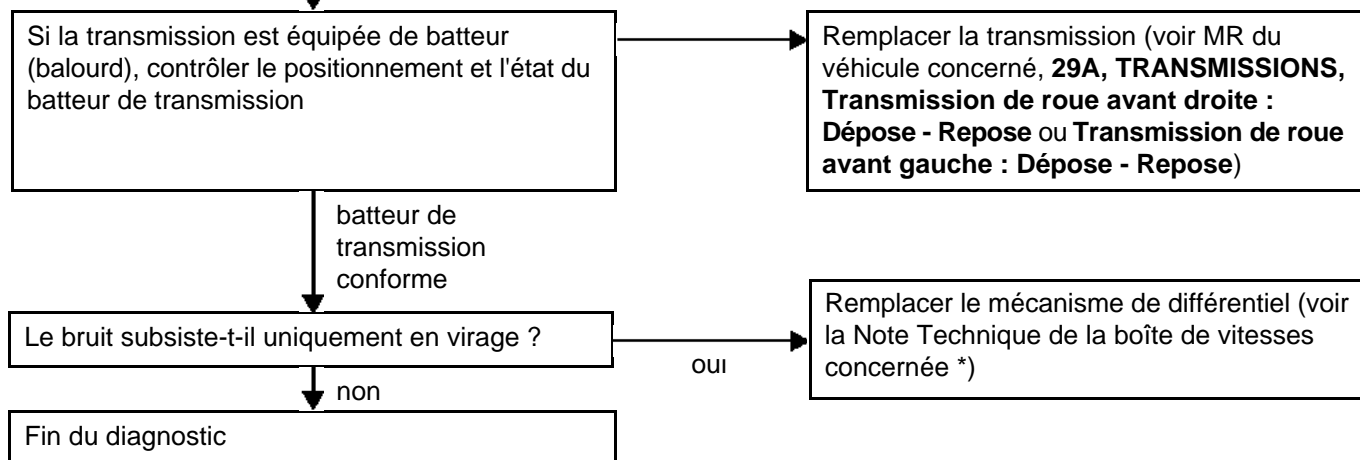 Si la transmission est équipée de batteur
(balourd), contrôler le positionnement et l'état du
batteur de transmission
Remplacer la transmission (voir MR du
véhicule concerné, 29A, TRANSMISSIONS,
Transmission de roue avant droite :
Dépose - Repose ou Transmission de roue
avant gauche : Dépose - Repose)
batteur de
transmission
conforme
Le bruit subsiste-t-il uniquement en virage ?
oui
Remplacer le mécanisme de différentiel (voir
la Note Technique de la boîte de vitesses
concernée *)
non
Fin du diagnostic